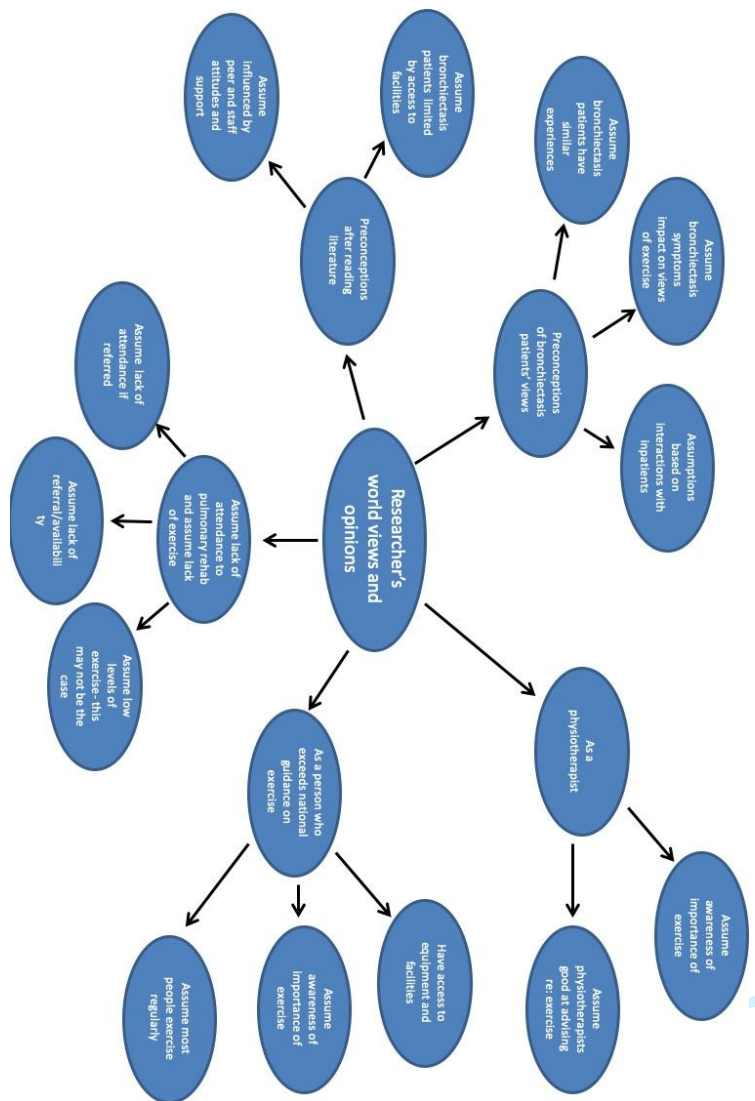 Assume
bronchiectasis
symptoms
impact on views
of exercise
Assumptions
based on
interactions with
inpatients
Assume
awareness of
importance of
exercise
Assume
bronchiectasis
patients have
similar
experiences
Preconceptions
of bronchiectasis
patients' views
As a
physiotherapist
Assume
physiotherapists
good at advising
re: exercise
Assume
bronchiectasis
patients limited
by access to
facilities
Preconceptions
after reading
literature
Researcher's
world views and
opinions
Have access to
equipment and
facilities
Assume
influenced by
peer and staff
attitudes and
support
Assume lack of
attendance to
pulmonary rehab
and assume lack
of exercise
As a person who
exceeds national
guidance on
exercise
Assume
awareness of
importance of
exercise
Assume lack of
attendance if
referred
Assume lack of
referral/availabili
ty
Assume low
levels of
exercise - this
may not be the
case
Assume most
people exercise
regularly